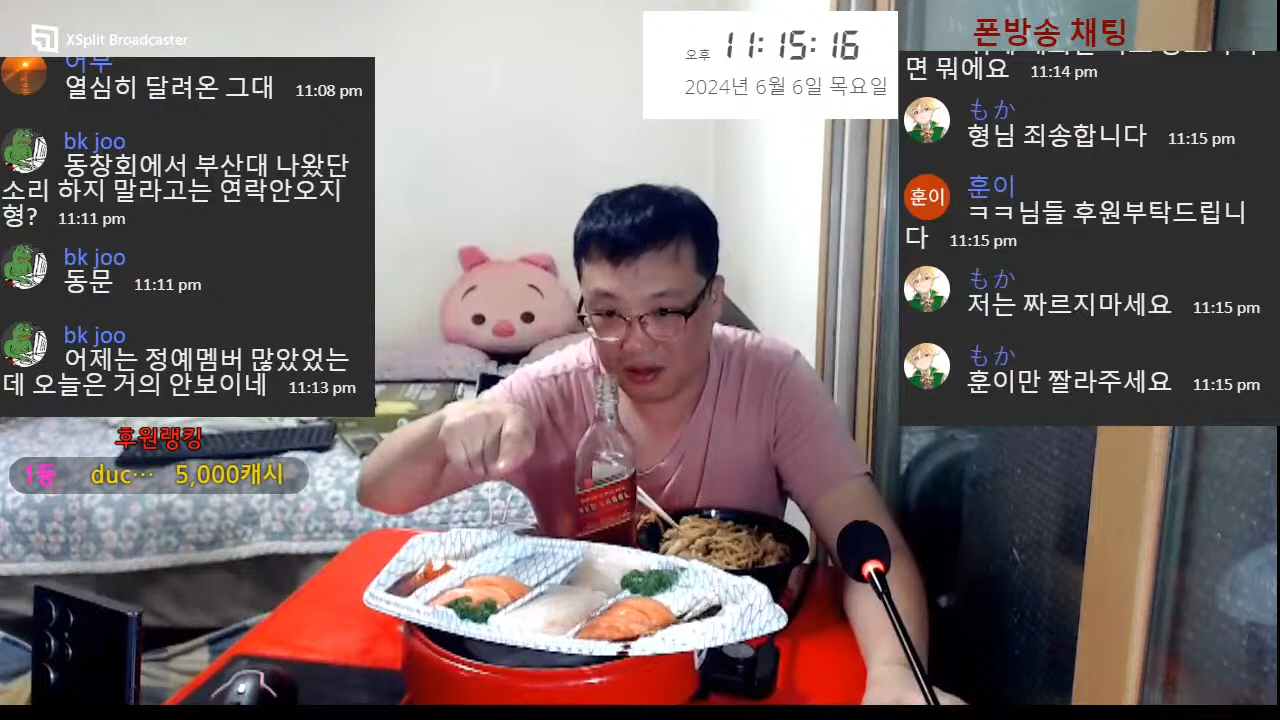 XSplit Broadcaster
어부
열심히 달려온 그대 11:08 pm
bk joo
동창회에서 부산대 나왔단
소리 하지 말라고는 연락안오지
형? 11:11 pm
bk joo
동문 11:11 pm
bk joo
어제는 정예멤버 많았었는
데 오늘은 거의 안보이네 11:13 pm
후원랭킹
1등 duc… 5,000캐시
오후 11:15:16
2024년 6월 6일 목요일
폰방송 채팅
면 뭐에요 11:14 pm
もか
형님 죄송합니다 11:15 pm
훈이
훈이
ㅋㅋ님들 후원부탁드립니
다 11:15 pm
もか
저는 짜르지마세요 11:15 pm
もか
훈이만 짤라주세요 11:15 pm
RED LABEL